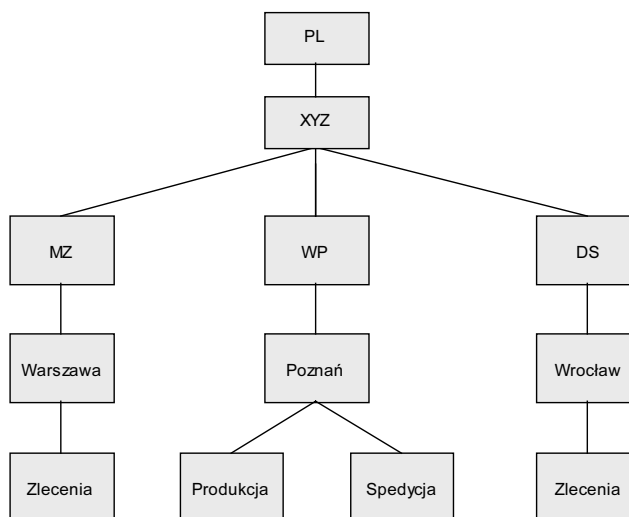 PL
XYZ
MZ WP DS
Warszawa Poznań Wrocław
Zlecenia Produkcja Spedycja Zlecenia